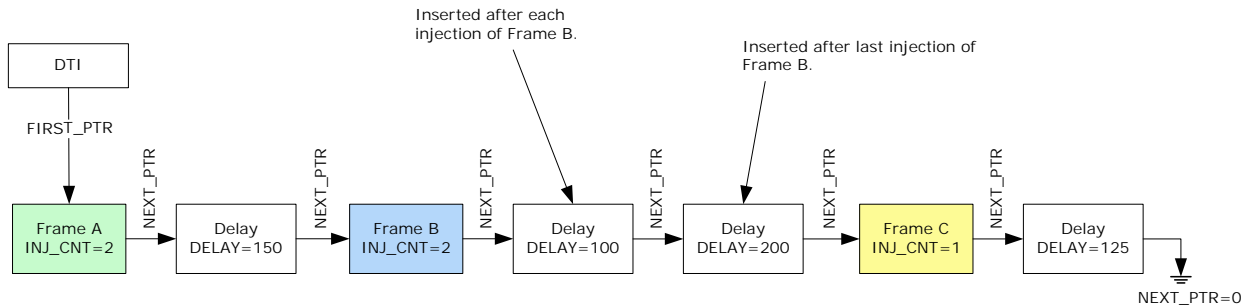 Inserted after each
injection of Frame B.
Inserted after last injection of
Frame B.
DTI
FIRST_PTR
Frame A
INJ_CNT=2
NEXT_PTR
Delay
DELAY=150
NEXT_PTR
Frame B
INJ_CNT=2
NEXT_PTR
Delay
DELAY=100
NEXT_PTR
Delay
DELAY=200
NEXT_PTR
Frame C
INJ_CNT=1
NEXT_PTR
Delay
DELAY=125
NEXT_PTR=0